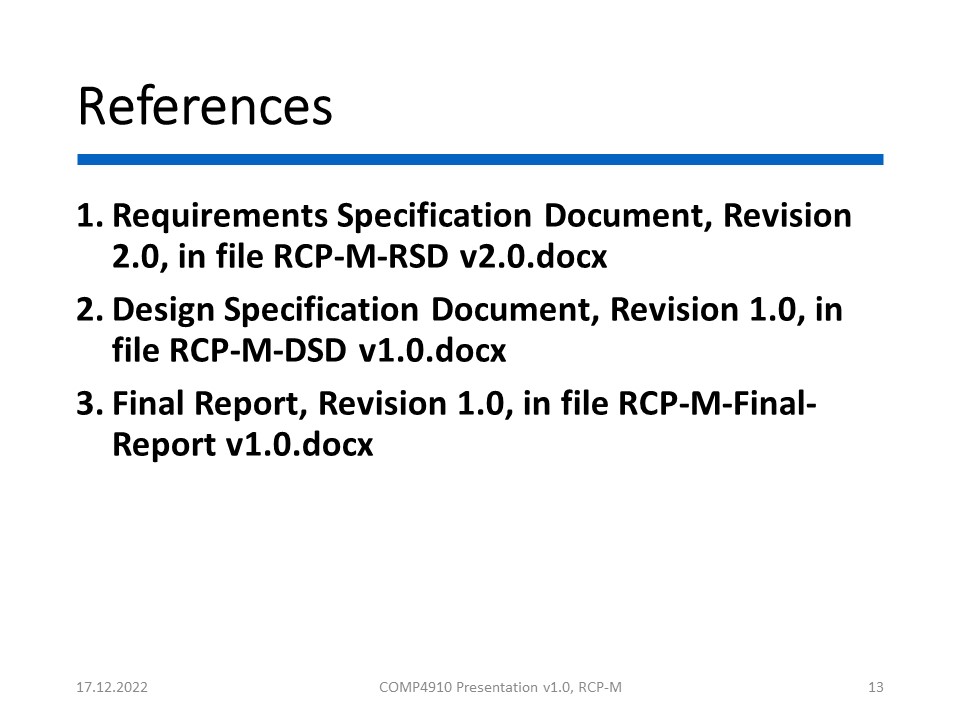 References
1. Requirements Specification Document, Revision
2.0, in file RCP-M-RSD v2.0.docx
2. Design Specification Document, Revision 1.0, in
file RCP-M-DSD v1.0.docx
3. Final Report, Revision 1.0, in file RCP-M-Final-
Report v1.0.docx
17.12.2022 COMP4910 Presentation v1.0, RCP-M 13